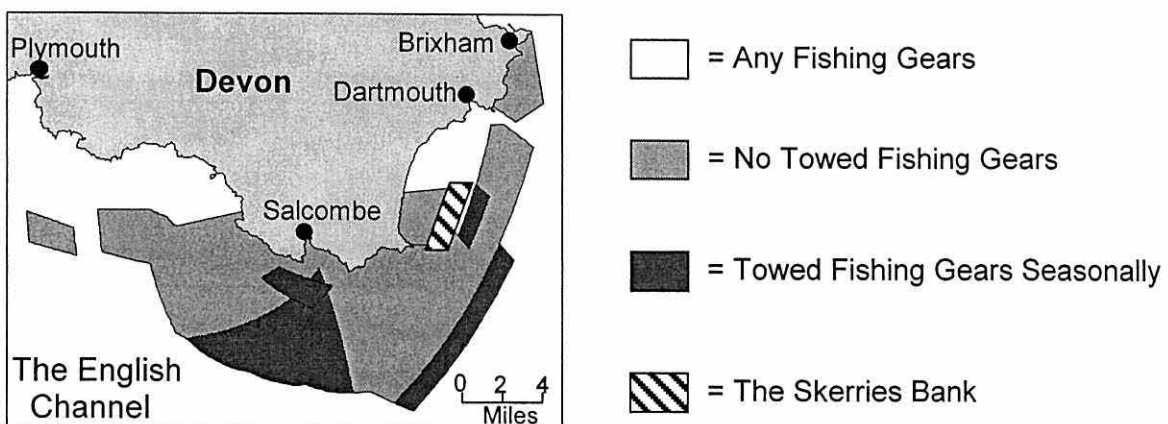 Plymouth
Brixham
Devon
Dartmouth
Salcombe
The English
Channel
0 2 4
Miles
= Any Fishing Gears
= No Towed Fishing Gears
= Towed Fishing Gears Seasonally
= The Skerries Bank